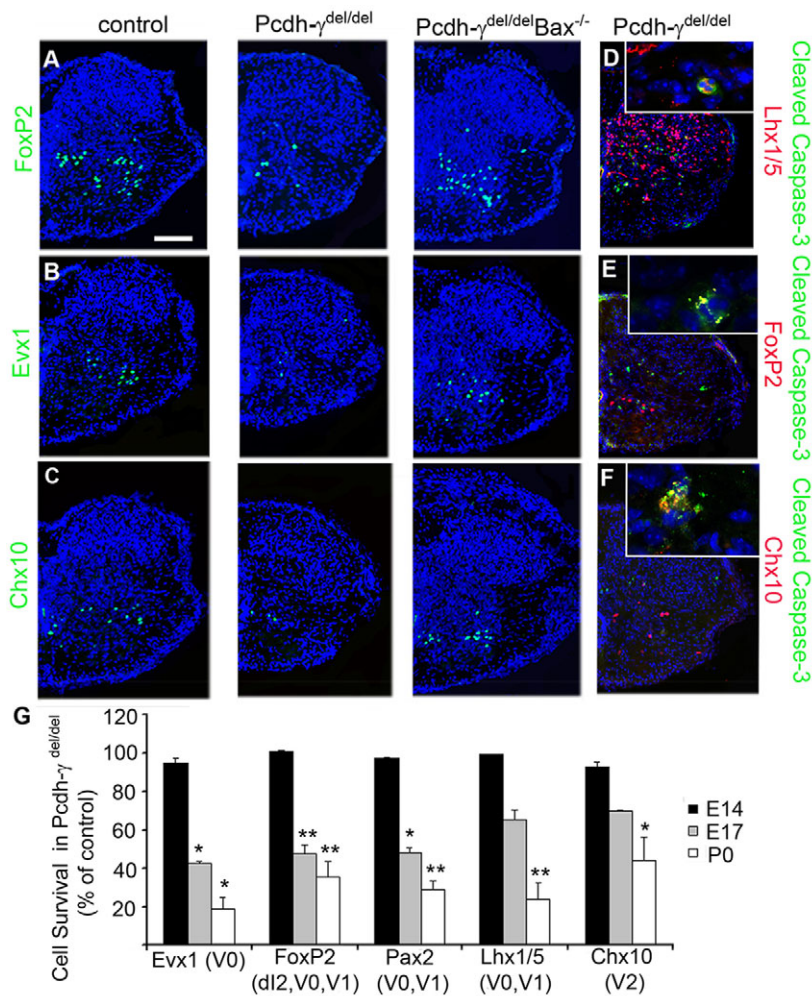 control Pcdh-γdel/del Pcdh-γdel/delBax-/- Pcdh-γdel/del
A
FoxP2
D
Lhx1/5
Cleaved Caspase-3
B
Evx1
E
FoxP2
Cleaved Caspase-3
C
Chx10
F
Chx10
Cleaved Caspase-3
G
Cell Survival in Pcdh-γdel/del
(% of control)
120
100
80
60
40
20
* * ** ** * ** ** *
E14
E17
P0
Evx1 (V0) FoxP2 Pax2 Lhx1/5 Chx10
(dI2,V0,V1) (V0,V1) (V0,V1) (V2)